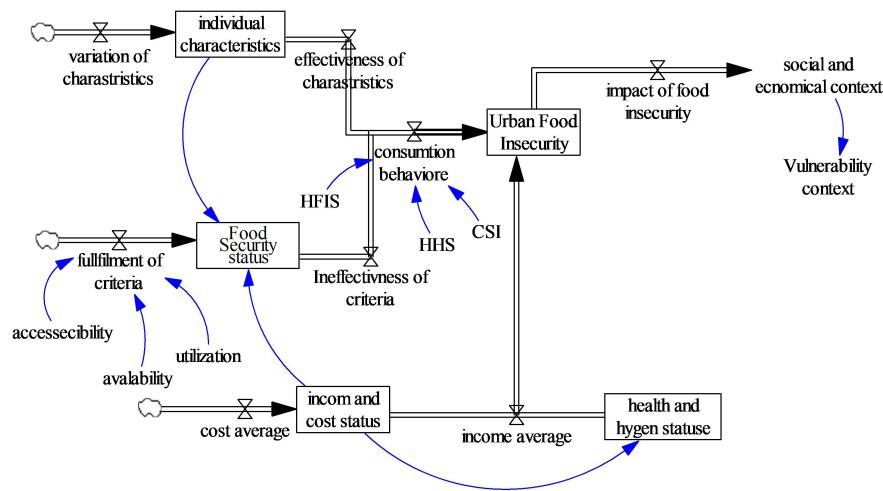 individual
characteristics
variation of
charastristics
effectiveness of
charastristics
impact of food
insecurity
social and
ecnomical context
Urban Food
Insecurity
consumtion
behaviore
Vulnerability
context
HFIS
HHS
CSI
Food
Security
status
fullfilment of
criteria
Ineffectivness of
criteria
accessecibility
utilization
avalability
incom and
cost status
cost average
income average
health and
hygen statuse